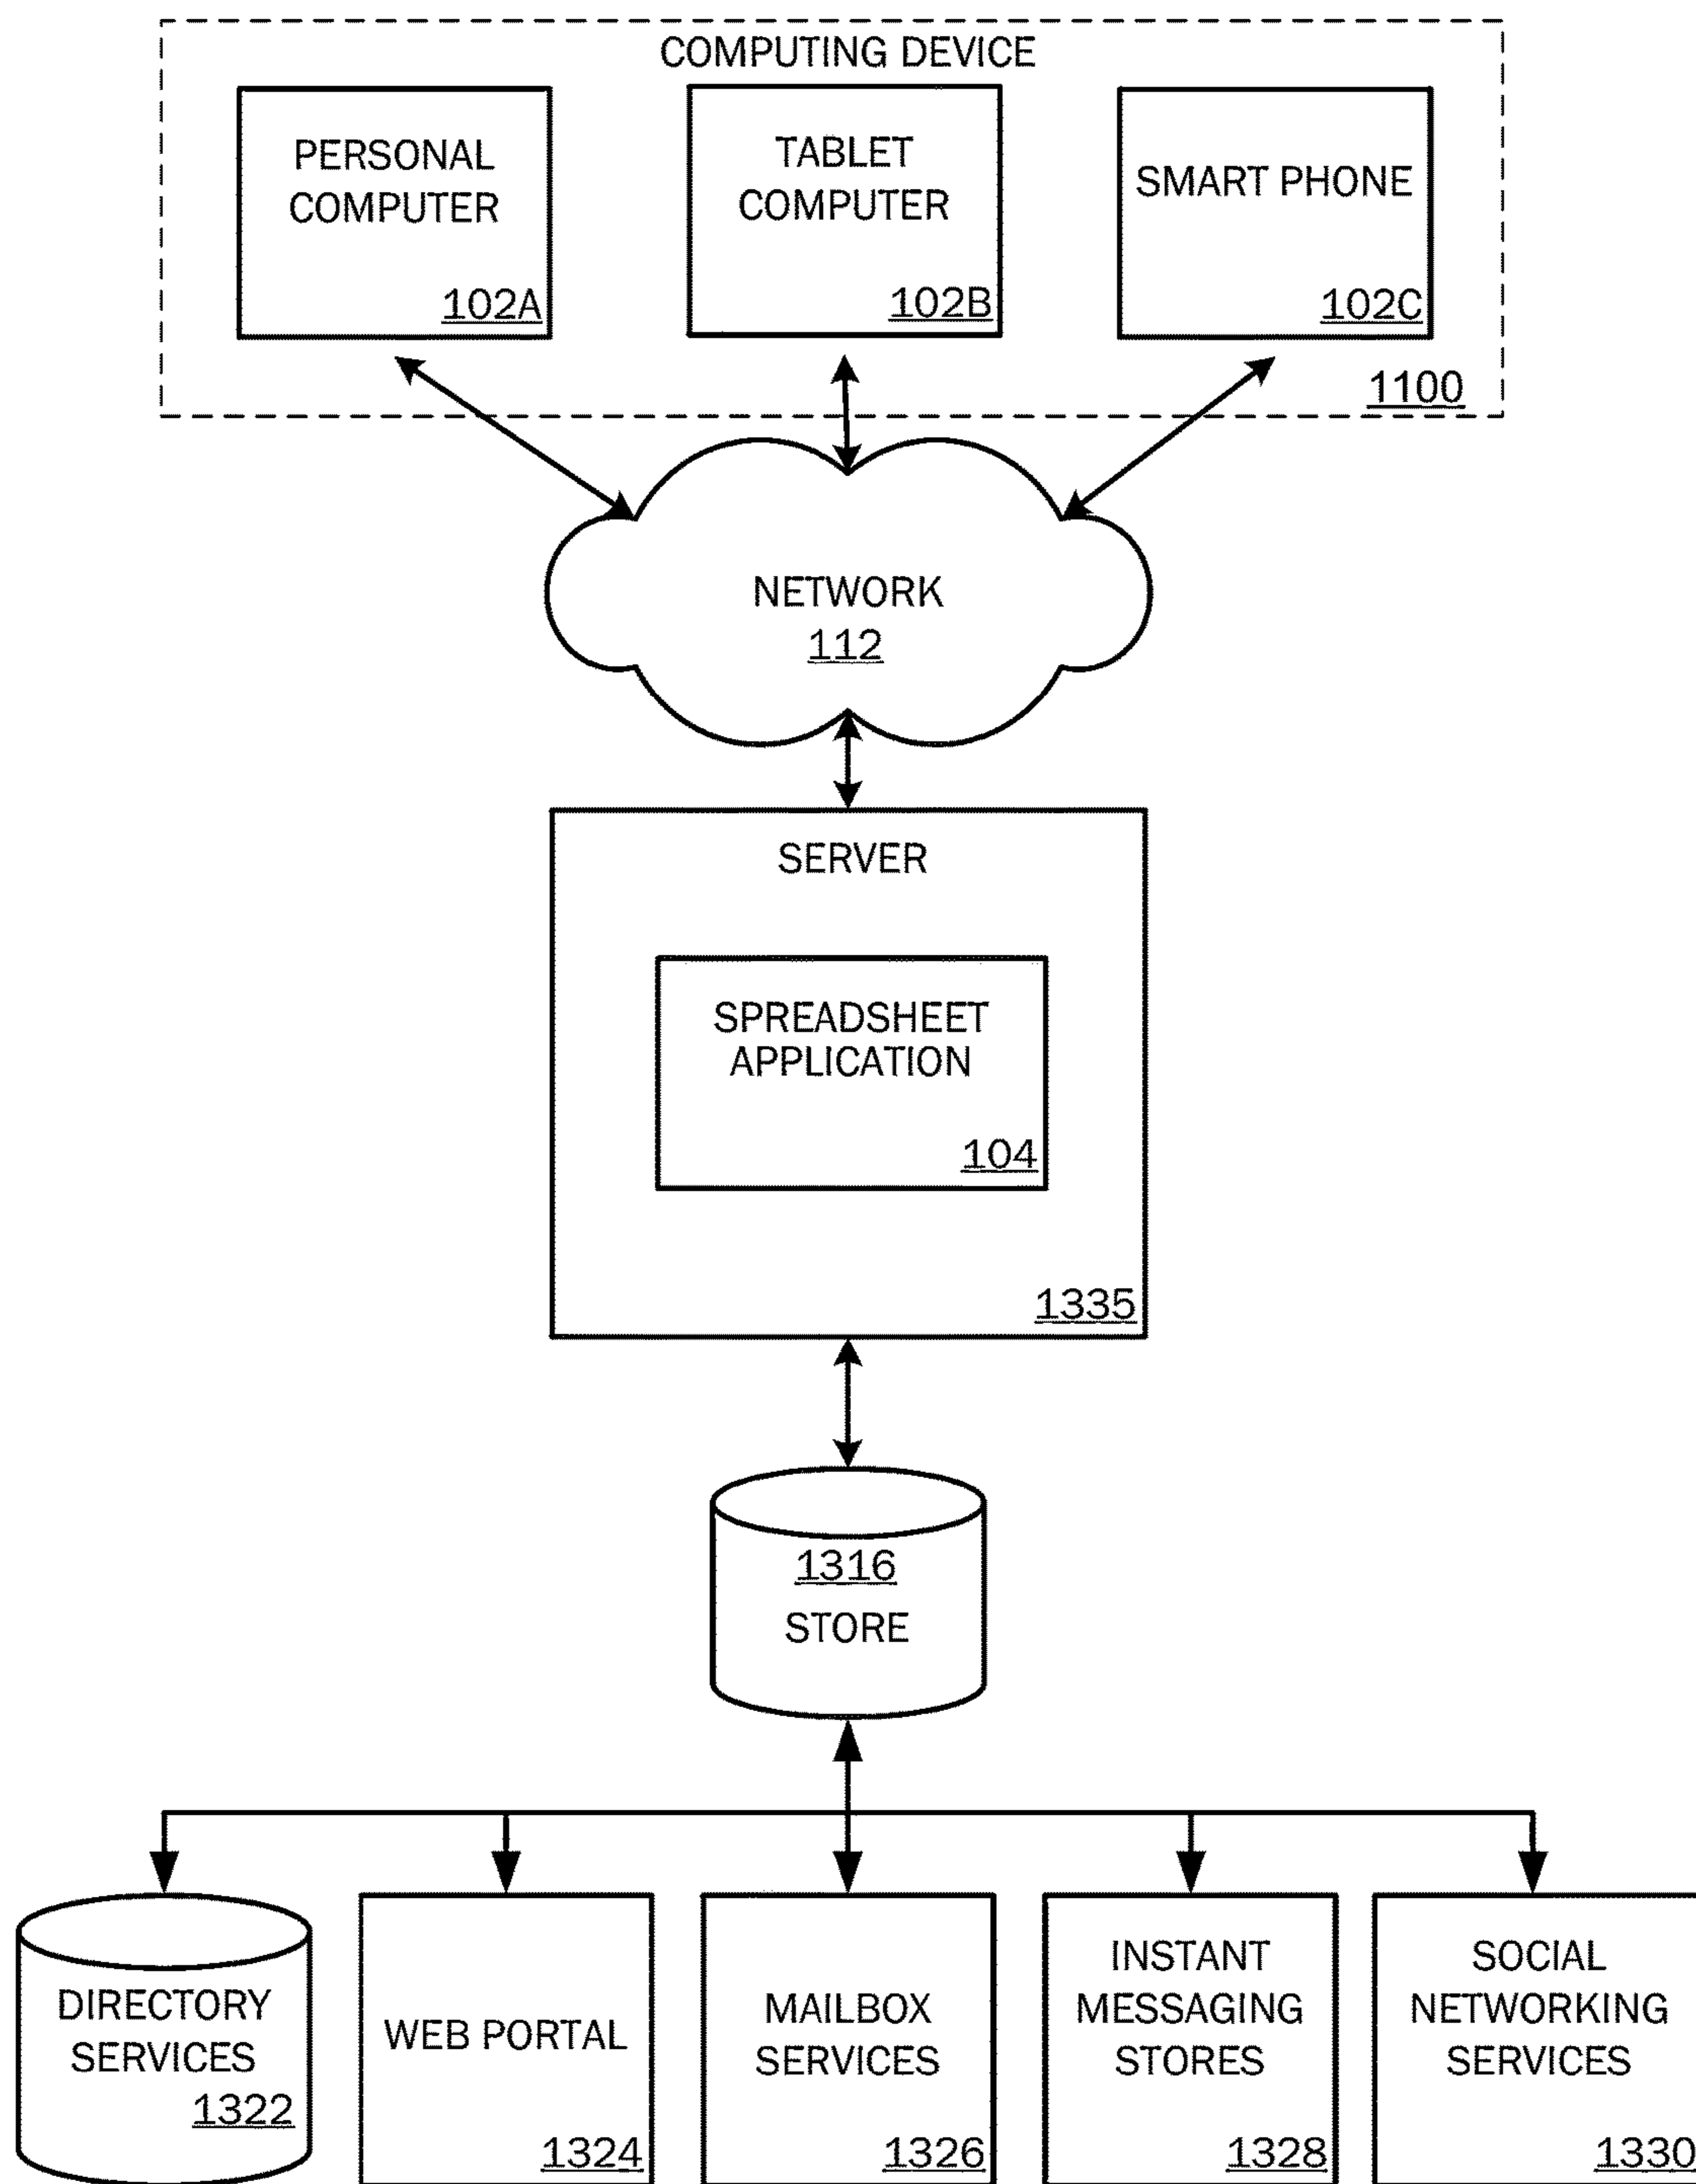 COMPUTING DEVICE
PERSONAL
COMPUTER
102A
TABLET
COMPUTER
102B
SMART PHONE
102C
1100
NETWORK
112
SERVER
SPREADSHEET
APPLICATION
104
1335
1316
STORE
DIRECTORY
SERVICES
1322
WEB PORTAL
1324
MAILBOX
SERVICES
1326
INSTANT
MESSAGING
STORES
1328
SOCIAL
NETWORKING
SERVICES
1330